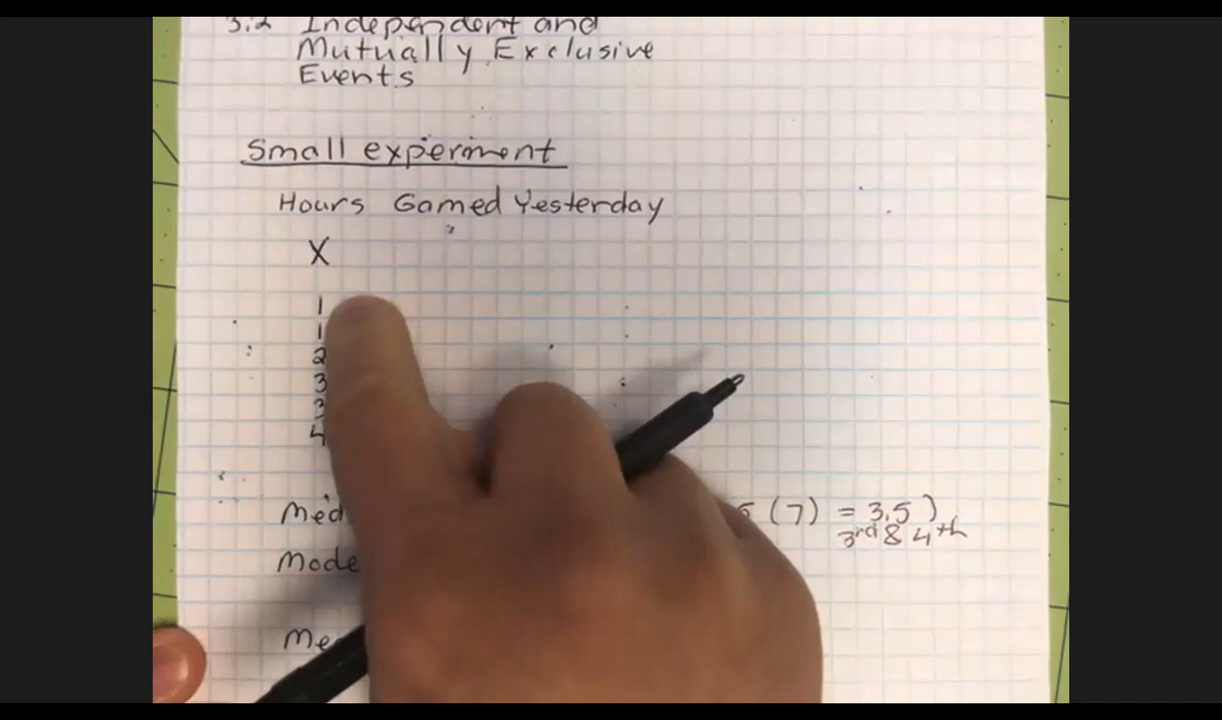 3.2 Independent and
Mutually Exclusive
Events
Small experiment
Hours Gamed Yesterday
X
1
1
2
3
3
4
(7) = 3.5)
3rd & 4th
Mode